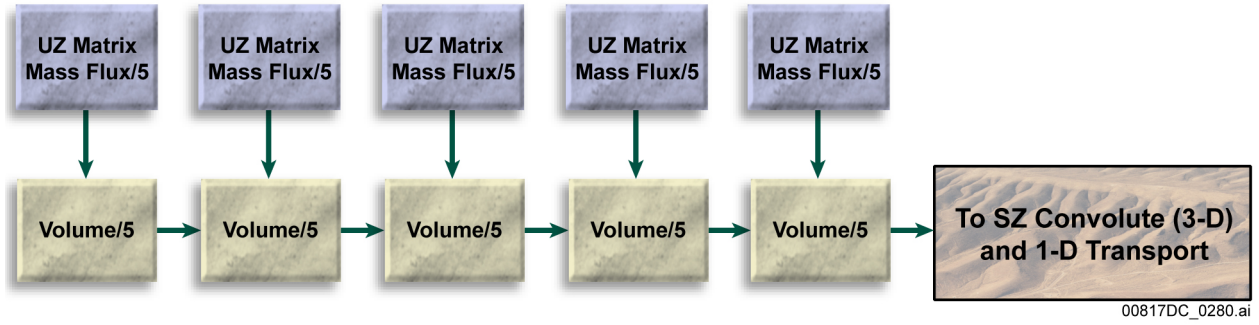 UZ Matrix
Mass Flux/5
UZ Matrix
Mass Flux/5
UZ Matrix
Mass Flux/5
UZ Matrix
Mass Flux/5
UZ Matrix
Mass Flux/5
Volume/5
Volume/5
Volume/5
Volume/5
Volume/5
To SZ Convolute (3-D)
and 1-D Transport
00817DC_0280.ai